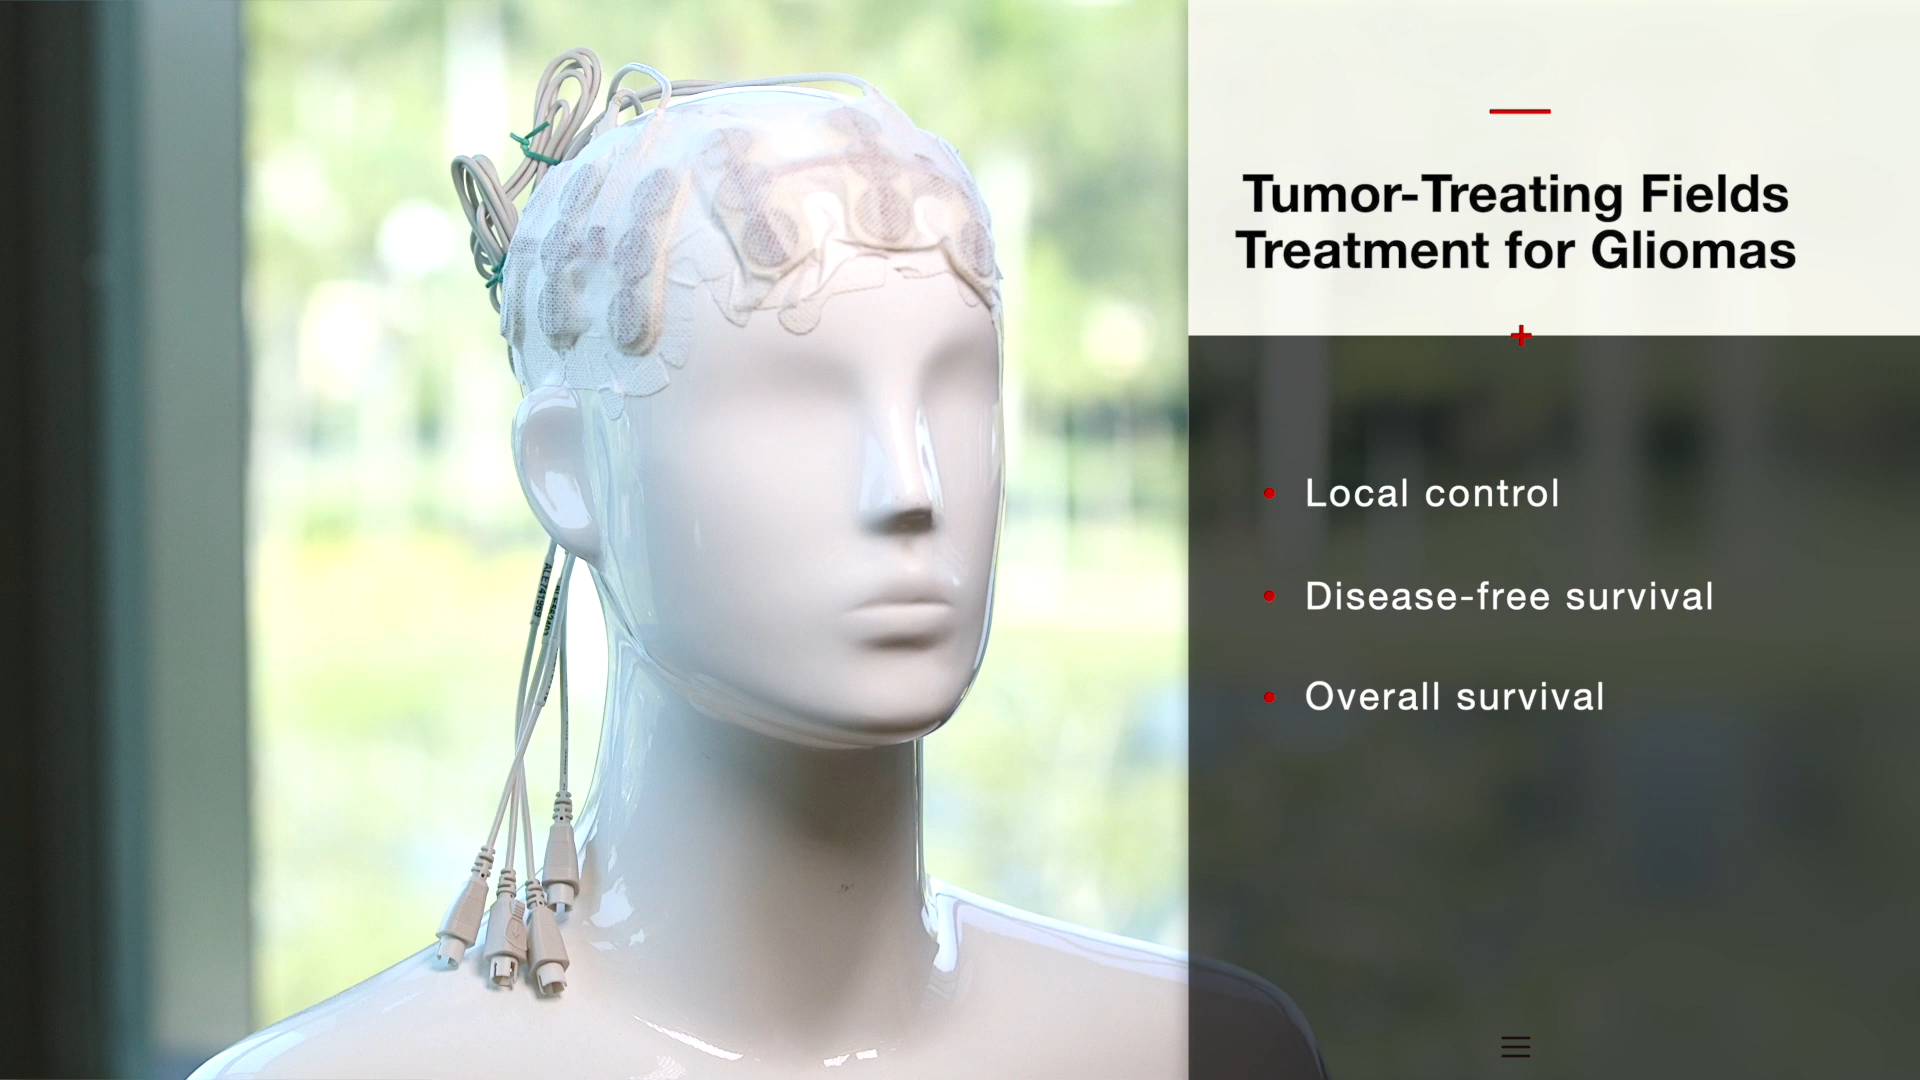 Tumor-Treating Fields
Treatment for Gliomas
Local control
Disease-free survival
Overall survival